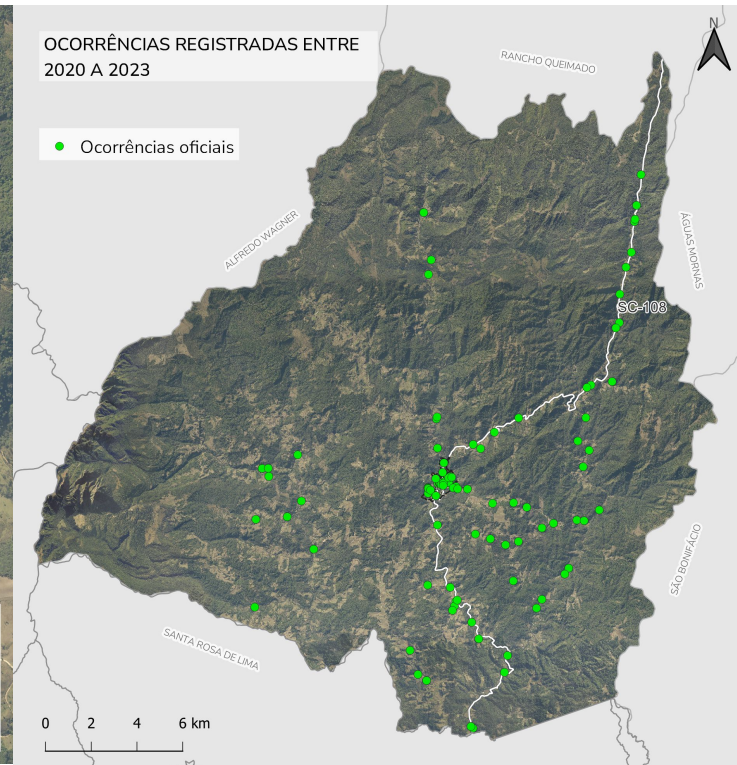 OCORRÊNCIAS REGISTRADAS ENTRE
2020 A 2023
N
RANCHO QUEIMADO
Ocorrências oficiais
ALFREDO WAGNER
ÁGUAS MORNAS
SC-108
SÃO BONIFÁCIO
SANTA ROSA DE LIMA
0 2 4 6 km